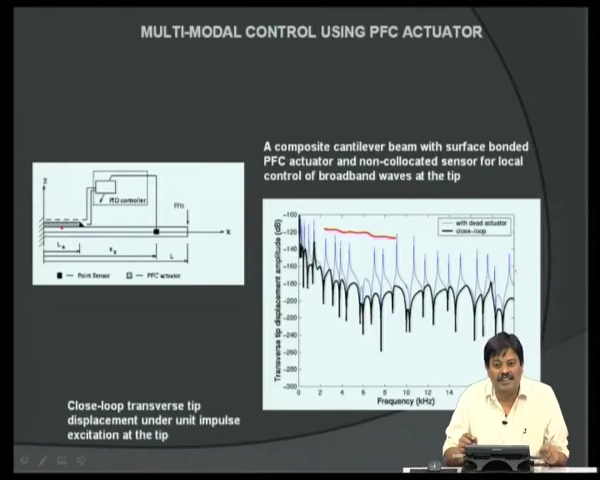 MULTI-MODAL CONTROL USING PFC ACTUATOR
A composite cantilever beam with surface bonded
PFC actuator and non-collocated sensor for local
control of broadband waves at the tip
Z
PID controller
X
L
Point Sensor
PFC actuator
Transverse tip displacement amplitude (dB)
-100
-120
-140
-160
-180
-200
-220
-240
-260
-280
-300
with dead actuator
close-loop
0 2 4 6 8 10 12 14
Frequency (kHz)
Close-loop transverse tip
displacement under unit impulse
excitation at the tip